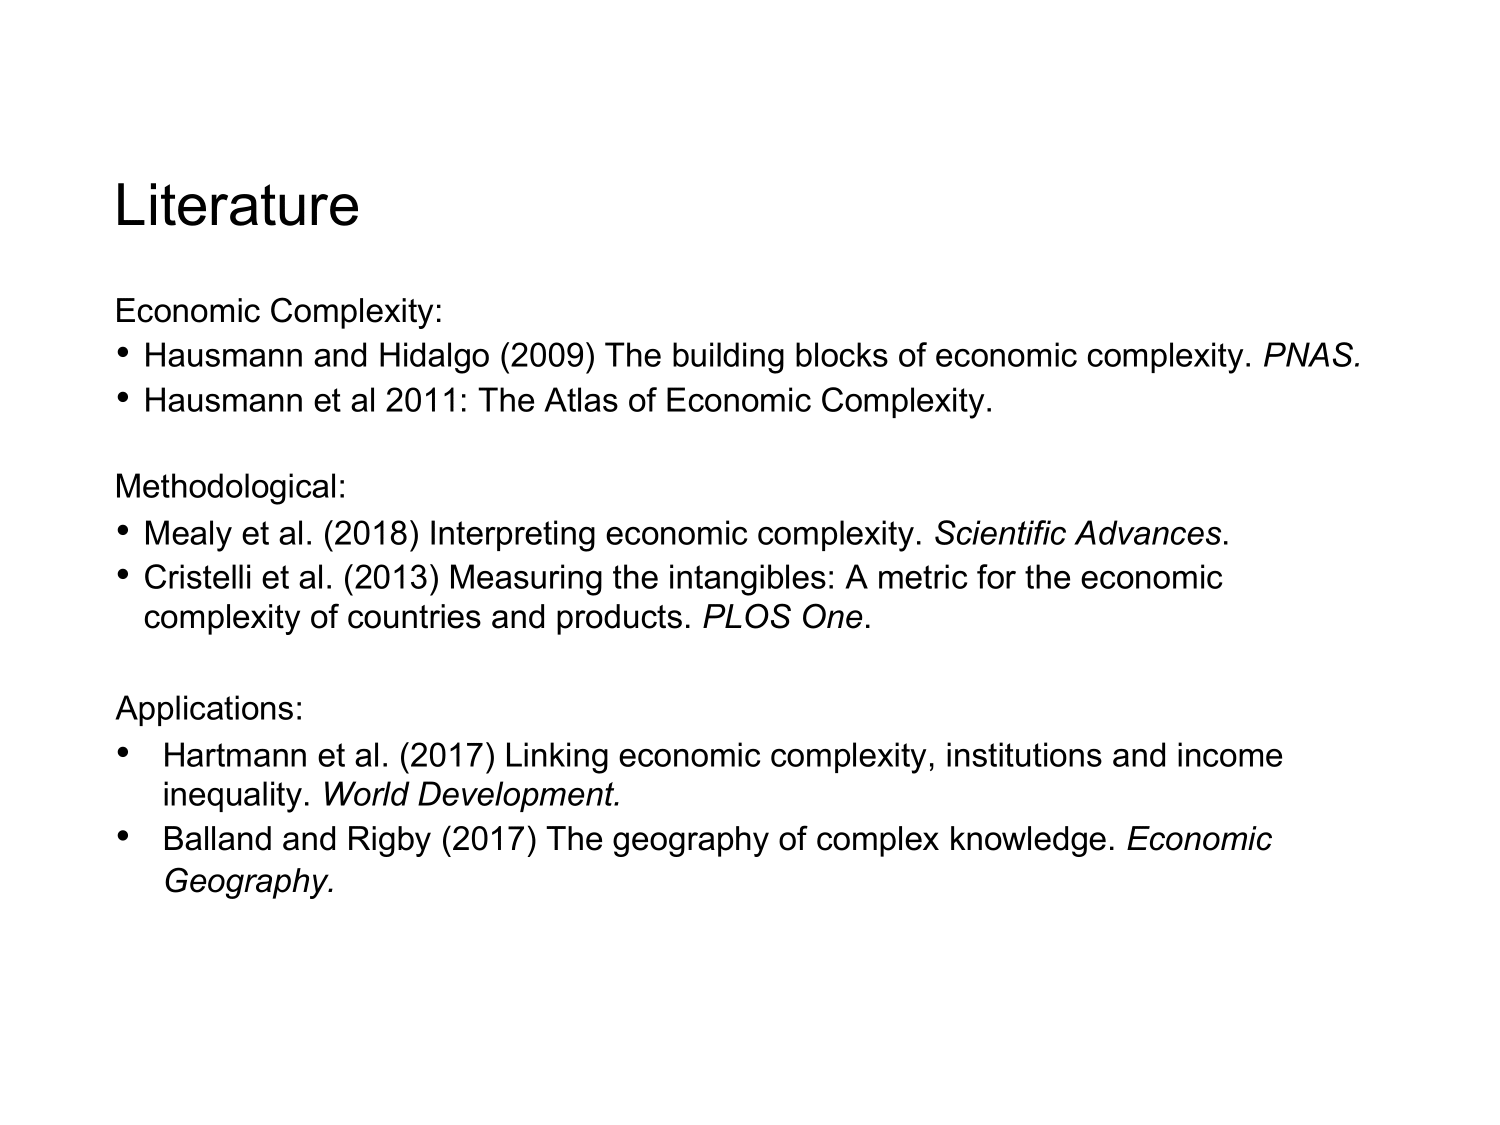 Literature
Economic Complexity:
• Hausmann and Hidalgo (2009) The building blocks of economic complexity. PNAS.
• Hausmann et al 2011: The Atlas of Economic Complexity.
Methodological:
• Mealy et al. (2018) Interpreting economic complexity. Scientific Advances.
• Cristelli et al. (2013) Measuring the intangibles: A metric for the economic
complexity of countries and products. PLOS One.
Applications:
• Hartmann et al. (2017) Linking economic complexity, institutions and income
inequality. World Development.
• Balland and Rigby (2017) The geography of complex knowledge. Economic
Geography.